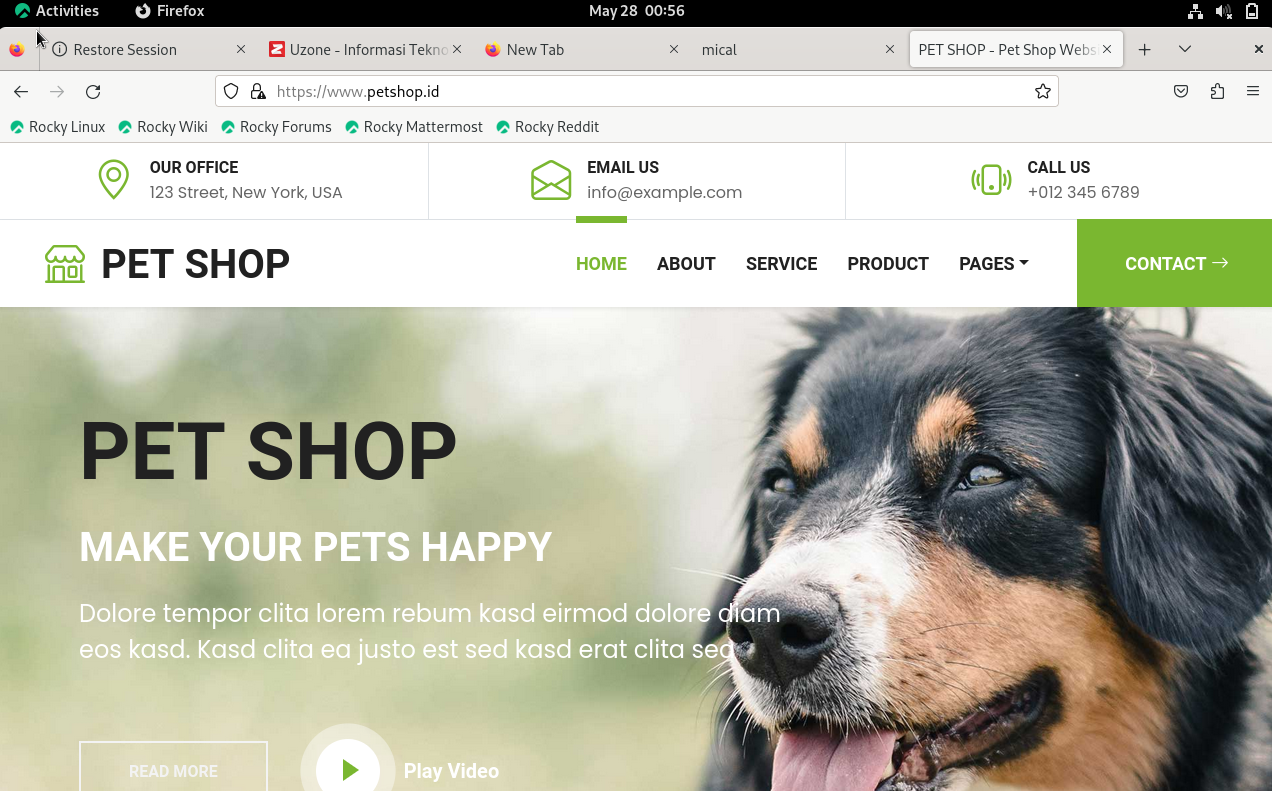 Activities Firefox May 28 00:56
Restore Session Uzone - Informasi Tekno New Tab mical PET SHOP - Pet Shop Webs
https://www.petshop.id
Rocky Linux Rocky Wiki Rocky Forums Rocky Mattermost Rocky Reddit
OUR OFFICE
123 Street, New York, USA
EMAIL US
info@example.com
CALL US
+012 345 6789
PET SHOP
HOME ABOUT SERVICE PRODUCT PAGES CONTACT →
PET SHOP
MAKE YOUR PETS HAPPY
Dolore tempor clita lorem rebum kasd eirmod dolore diam
eos kasd. Kasd clita ea justo est sed kasd erat clita sed
READ MORE Play Video